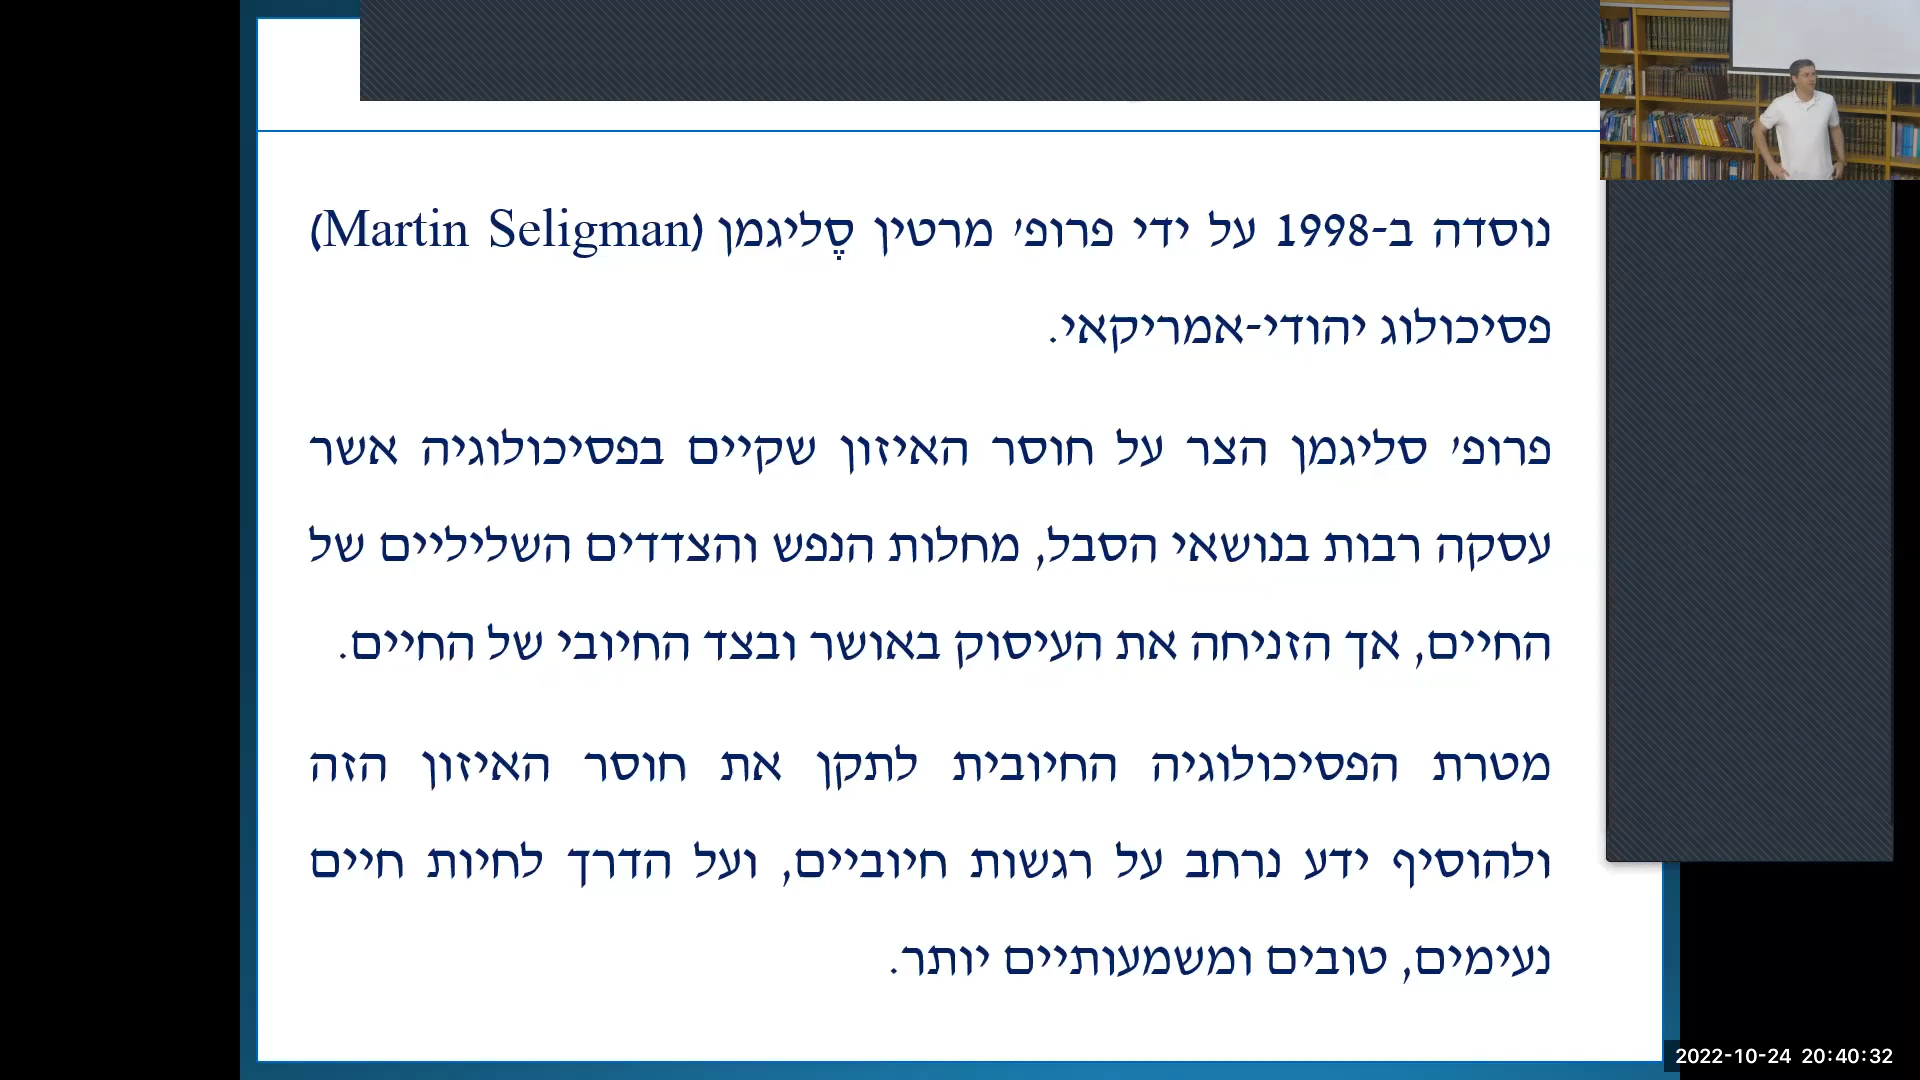 נוסדה ב-1998 על ידי פרופ' מרטין סֶליגמן (Martin Seligman)
פסיכולוג יהודי-אמריקאי.
פרופ' סליגמן הצר על חוסר האיזון שקיים בפסיכולוגיה אשר
עסקה רבות בנושאי הסבל, מחלות הנפש והצדדים השליליים של
החיים, אך הזניחה את העיסוק באושר ובצד החיובי של החיים.
מטרת הפסיכולוגיה החיובית לתקן את חוסר האיזון הזה
ולהוסיף ידע נרחב על רגשות חיוביים, ועל הדרך לחיות חיים
נעימים, טובים ומשמעותיים יותר.
2022-10-24 20:40:32